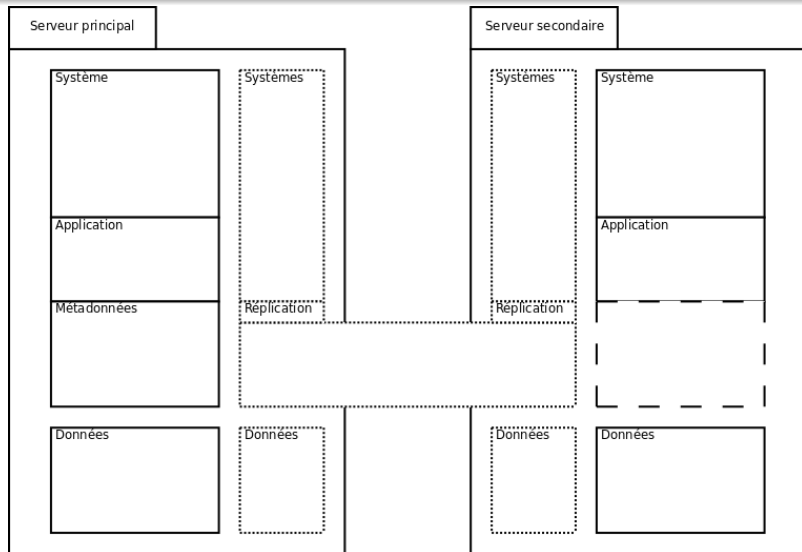 Serveur principal
Serveur secondaire
Système
Systèmes
Systèmes
Système
Application
Application
Métadonnées
Réplication
Réplication
Données
Données
Données
Données